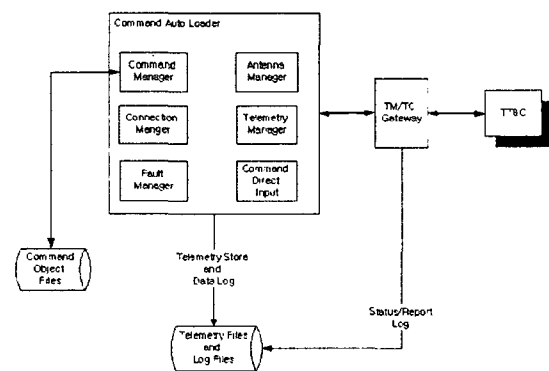 Command Auto Loader
Command
Manager
Antenna
Manager
Connection
Manger
Telemetry
Manager
Fault
Manager
Command
Direct
Input
TM/TC
Gateway
Command
Object
Files
Telemetry Store
and
Data Log
Status/Report
Log
Telemetry Files
and
Log Files